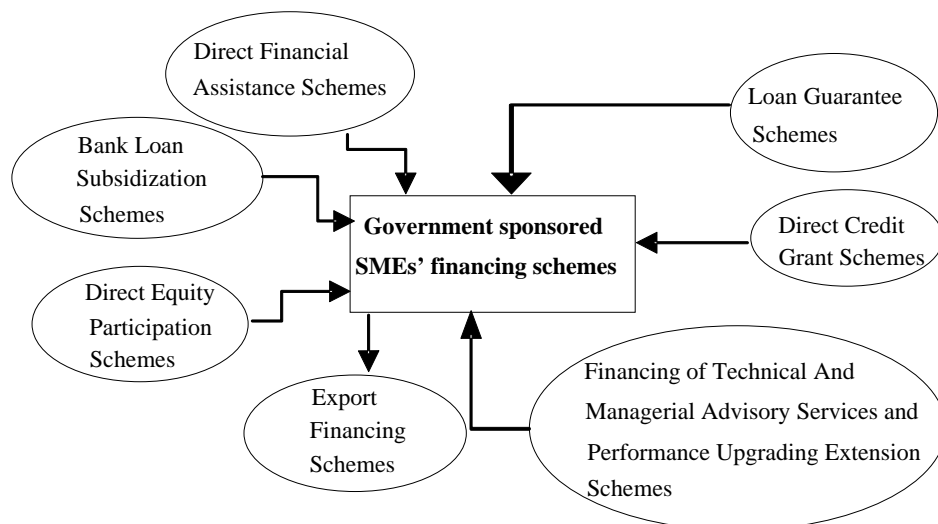 Direct Financial
Assistance Schemes
Loan Guarantee
Schemes
Bank Loan
Subsidization
Schemes
Government sponsored
SMEs’ financing schemes
Direct Credit
Grant Schemes
Direct Equity
Participation
Schemes
Export
Financing
Schemes
Financing of Technical And
Managerial Advisory Services and
Performance Upgrading Extension
Schemes